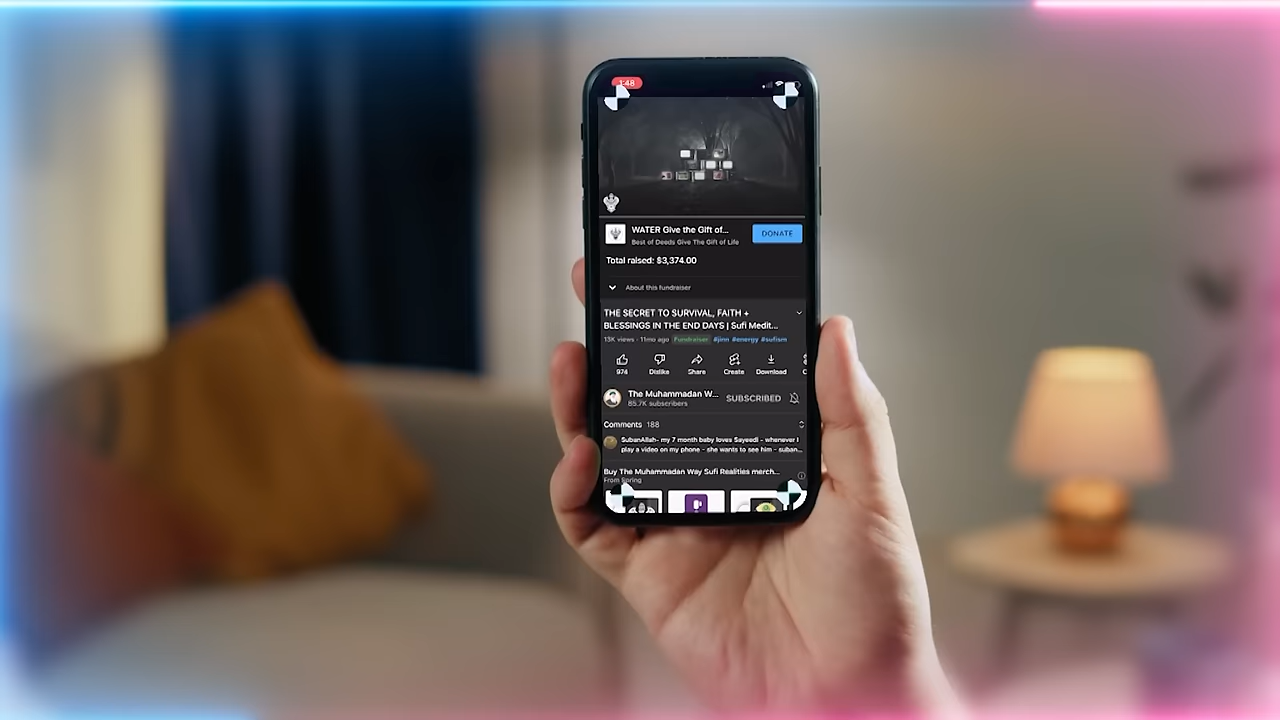 1:48
WATER Give the Gift of...
Best of Deeds Give The Gift of Life
DONATE
Total raised: $3,374.00
About this fundraiser
THE SECRET TO SURVIVAL, FAITH +
BLESSINGS IN THE END DAYS | Sufi Medit...
13K views · 11mo ago Fundraiser #jinn #energy #sufism
974
Dislike
Share
Create
Download
The Muhammadan W...
85.7K subscribers
SUBSCRIBED
Comments 188
SubanAllah- my 7 month baby loves Sayeedi - whenever I
play a video on my phone - she wants to see him - suban...
Buy The Muhammadan Way Sufi Realities merch...
From Spring